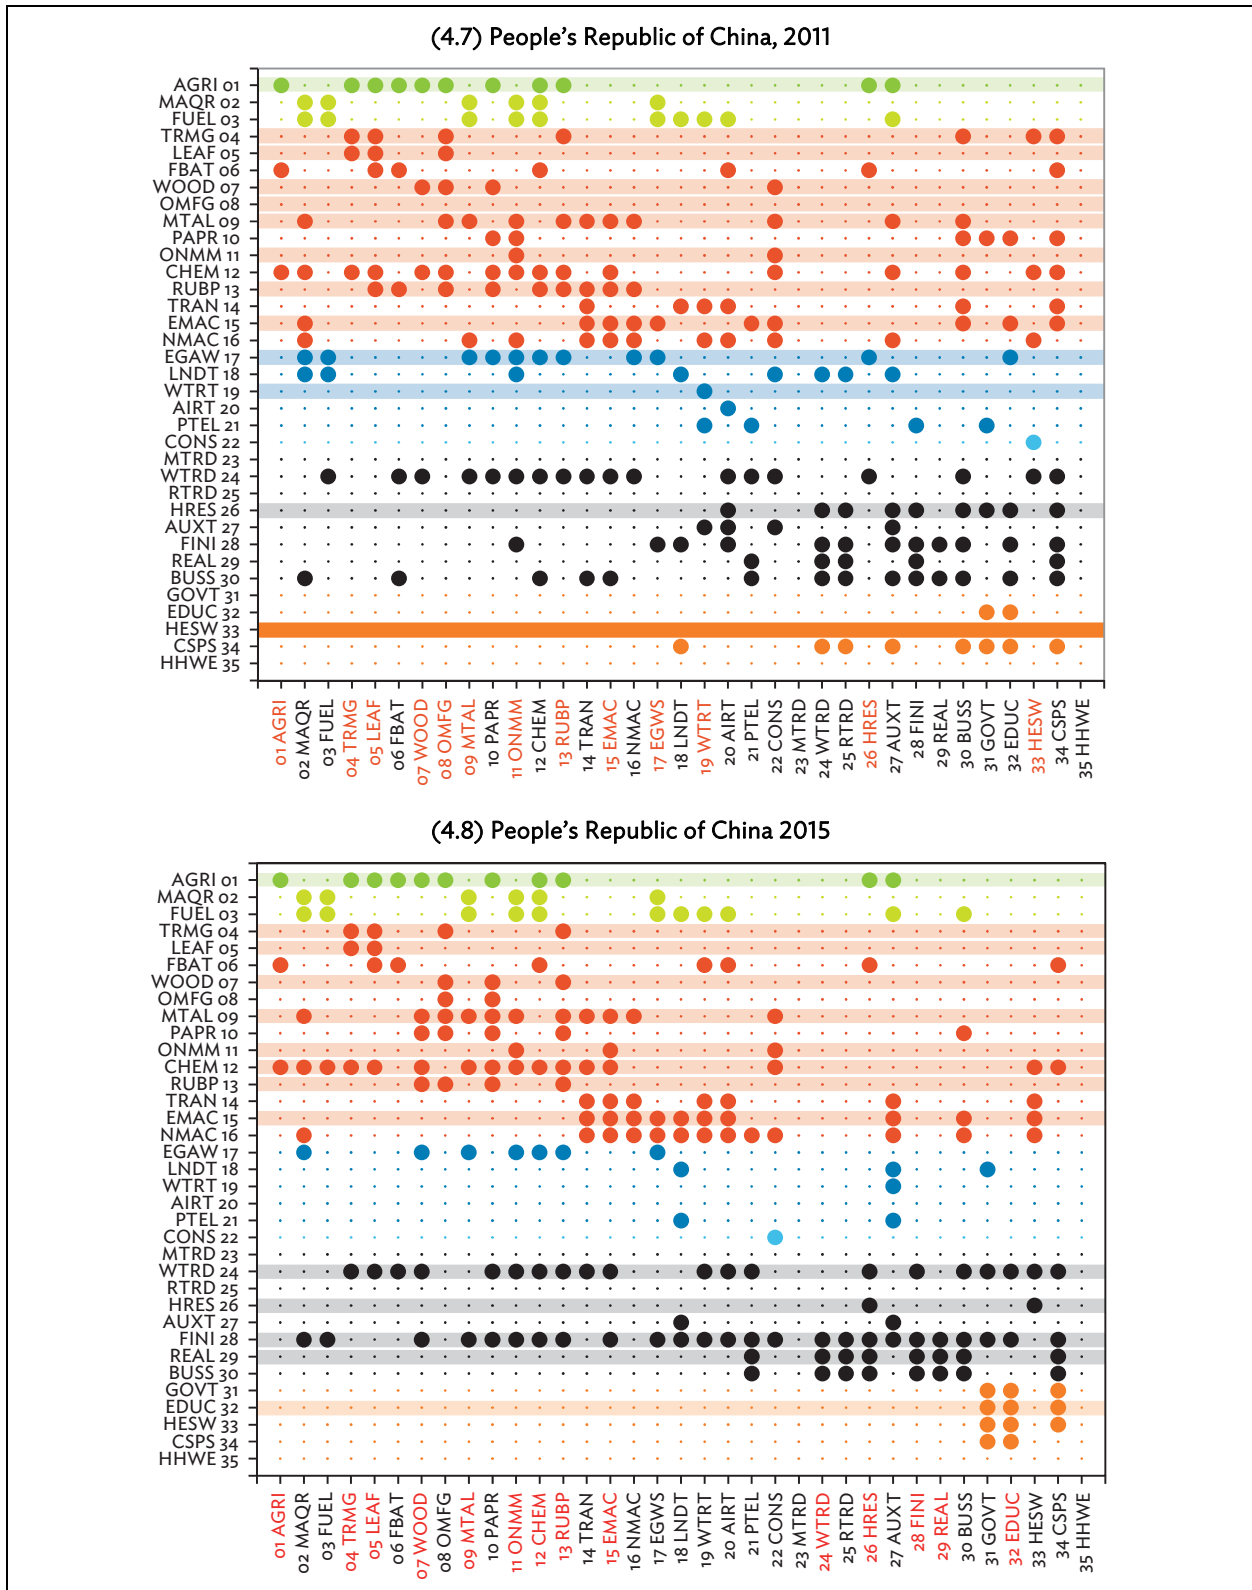 (4.7) People's Republic of China, 2011
AGRI 01
MAQR 02
FUEL 03
TRMG 04
LEAF 05
FBAT 06
WOOD 07
OMFG 08
MTAL 09
PAPR 10
ONMM 11
CHEM 12
RUBP 13
TRAN 14
EMAC 15
NMAC 16
EGAW 17
LNDT 18
WTRT 19
AIRT 20
PTEL 21
CONS 22
MTRD 23
WTRD 24
RTRD 25
HRES 26
AUXT 27
FINI 28
REAL 29
BUSS 30
GOVT 31
EDUC 32
HESW 33
CSPS 34
HHWE 35
01 AGRI
02 MAQR
03 FUEL
04 TRMG
05 LEAF
06 FBAT
07 WOOD
08 OMFG
09 MTAL
10 PAPR
11 ONMM
12 CHEM
13 RUBP
14 TRAN
15 EMAC
16 NMAC
17 EGWS
18 LNDT
19 WTRT
20 AIRT
21 PTEL
22 CONS
23 MTRD
24 WTRD
25 RTRD
26 HRES
27 AUXT
28 FINI
29 REAL
30 BUSS
31 GOVT
32 EDUC
33 HESW
34 CSPS
35 HHWE
(4.8) People's Republic of China 2015
AGRI 01
MAQR 02
FUEL 03
TRMG 04
LEAF 05
FBAT 06
WOOD 07
OMFG 08
MTAL 09
PAPR 10
ONMM 11
CHEM 12
RUBP 13
TRAN 14
EMAC 15
NMAC 16
EGAW 17
LNDT 18
WTRT 19
AIRT 20
PTEL 21
CONS 22
MTRD 23
WTRD 24
RTRD 25
HRES 26
AUXT 27
FINI 28
REAL 29
BUSS 30
GOVT 31
EDUC 32
HESW 33
CSPS 34
HHWE 35
01 AGRI
02 MAQR
03 FUEL
04 TRMG
05 LEAF
06 FBAT
07 WOOD
08 OMFG
09 MTAL
10 PAPR
11 ONMM
12 CHEM
13 RUBP
14 TRAN
15 EMAC
16 NMAC
17 EGWS
18 LNDT
19 WTRT
20 AIRT
21 PTEL
22 CONS
23 MTRD
24 WTRD
25 RTRD
26 HRES
27 AUXT
28 FINI
29 REAL
30 BUSS
31 GOVT
32 EDUC
33 HESW
34 CSPS
35 HHWE